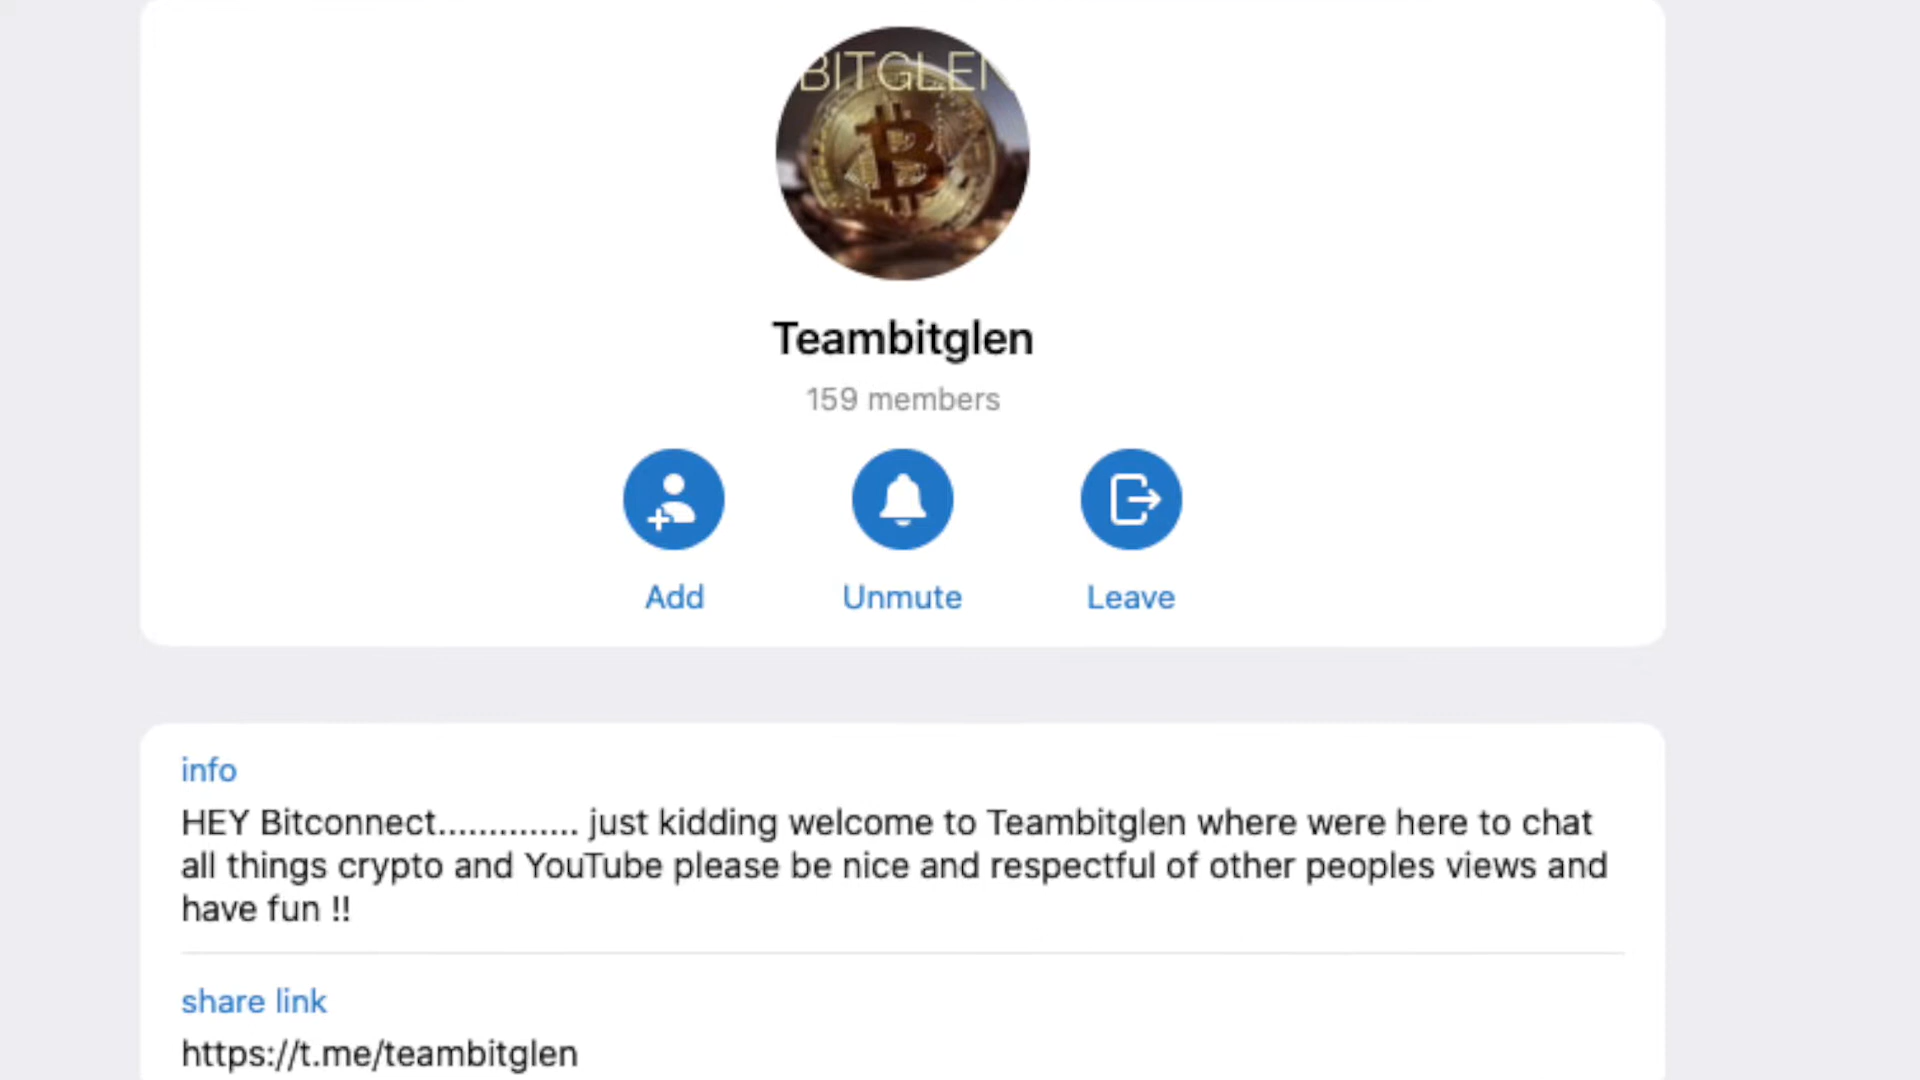 BITGLEN
Teambitglen
159 members
Add
Unmute
Leave
info
HEY Bitconnect.............. just kidding welcome to Teambitglen where were here to chat
all things crypto and YouTube please be nice and respectful of other peoples views and
have fun !!
share link
https://t.me/teambitglen